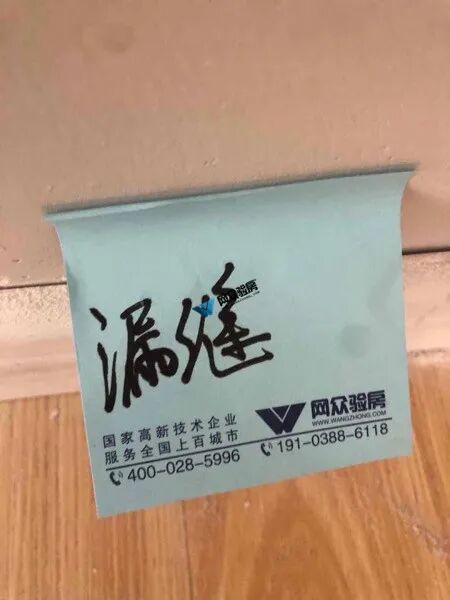 漏缝
网众验房
国家高新技术企业
服务全国上百城市
400-028-5996
网众验房
WWW.WANGZHONG.COM
191-0388-6118